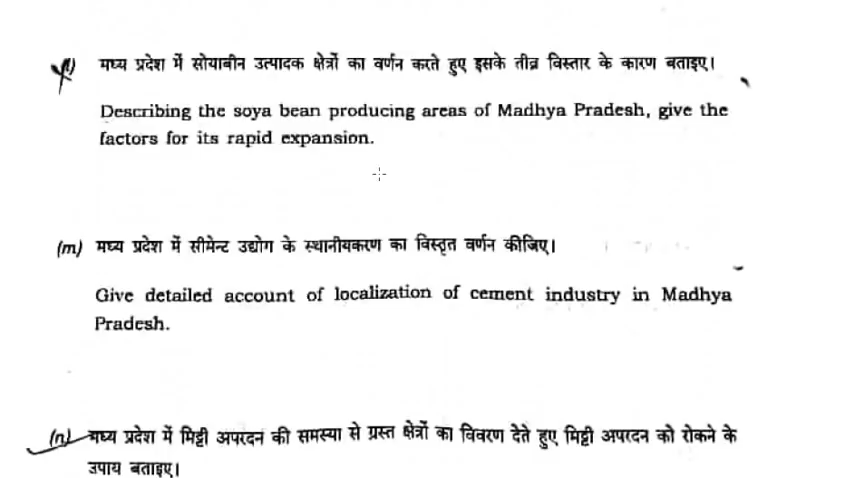 मध्य प्रदेश में सोयाबीन उत्पादक क्षेत्रों का वर्णन करते हुए इसके तीव्र विस्तार के कारण बताइए।
Describing the soya bean producing areas of Madhya Pradesh, give the
factors for its rapid expansion.
(m) मध्य प्रदेश में सीमेन्ट उद्योग के स्थानीयकरण का विस्तृत वर्णन कीजिए।
Give detailed account of localization of cement industry in Madhya
Pradesh.
(n) मध्य प्रदेश में मिट्टी अपरदन की समस्या से ग्रस्त क्षेत्रों का विवरण देते हुए मिट्टी अपरदन को रोकने के
उपाय बताइए।